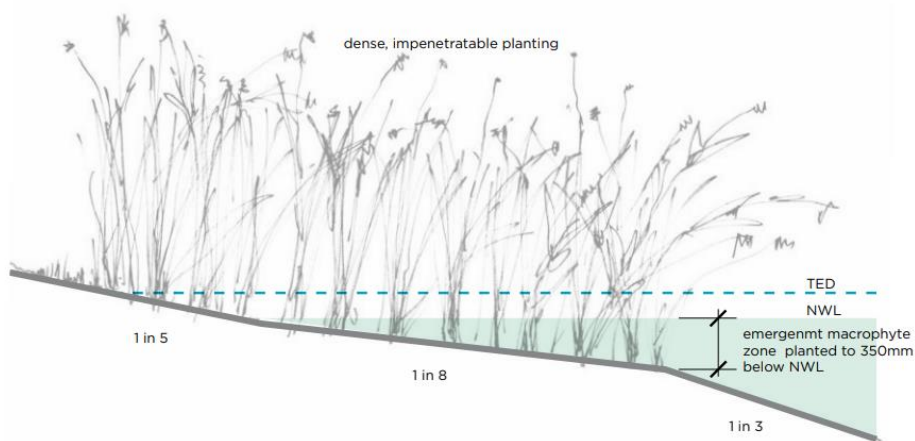 dense, impenetratable planting
TED
NWL
emergenmt macrophyte
zone planted to 350mm
below NWL
1 in 5
1 in 8
1 in 3